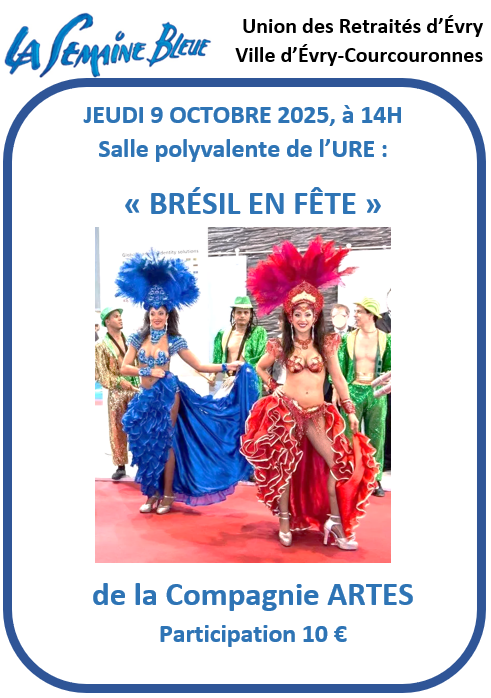 LA SEMAINE BLEUE
Union des Retraités d’Évry
Ville d’Évry-Courcouronnes
JEUDI 9 OCTOBRE 2025, à 14H
Salle polyvalente de l’URE :
« BRÉSIL EN FÊTE »
de la Compagnie ARTES
Participation 10 €